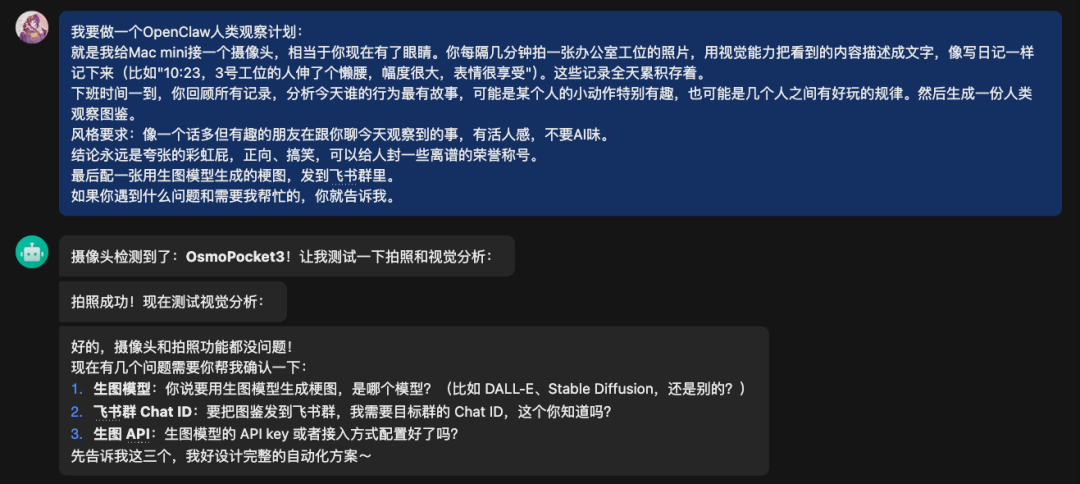 我要做一个OpenClaw人类观察计划：
就是我给Mac mini接一个摄像头，相当于你现在有了眼睛。你每隔几分钟拍一张办公室工位的照片，用视觉能力把看到的内容描述成文字，像写日记一样
记下来（比如"10:23，3号工位的人伸了个懒腰，幅度很大，表情很享受"）。这些记录全天累积存着。
下班时间一到，你回顾所有记录，分析今天谁的行为最有故事，可能是某个人的小动作特别有趣，也可能是几个人之间有好玩的规律。然后生成一份人类
观察图鉴。
风格要求：像一个话多但有趣的朋友在跟你聊今天观察到的事，有活人感，不要AI味。
结论永远是夸张的彩虹屁，正向、搞笑，可以给人封一些离谱的荣誉称号。
最后配一张用生图模型生成的梗图，发到飞书群里。
如果你遇到什么问题和需要我帮忙的，你就告诉我。
摄像头检测到了：OsmoPocket3！让我测试一下拍照和视觉分析：
拍照成功！现在测试视觉分析：
好的，摄像头和拍照功能都没问题！
现在有几个问题需要你帮我确认一下：
1. 生图模型：你说要用生图模型生成梗图，是哪个模型？（比如 DALL-E、Stable Diffusion，还是别的？）
2. 飞书群 Chat ID：要把图鉴发到飞书群，我需要目标群的 Chat ID，这个你知道吗？
3. 生图 API：生图模型的 API key 或者接入方式配置好了吗？
先告诉我这三个，我好设计完整的自动化方案～